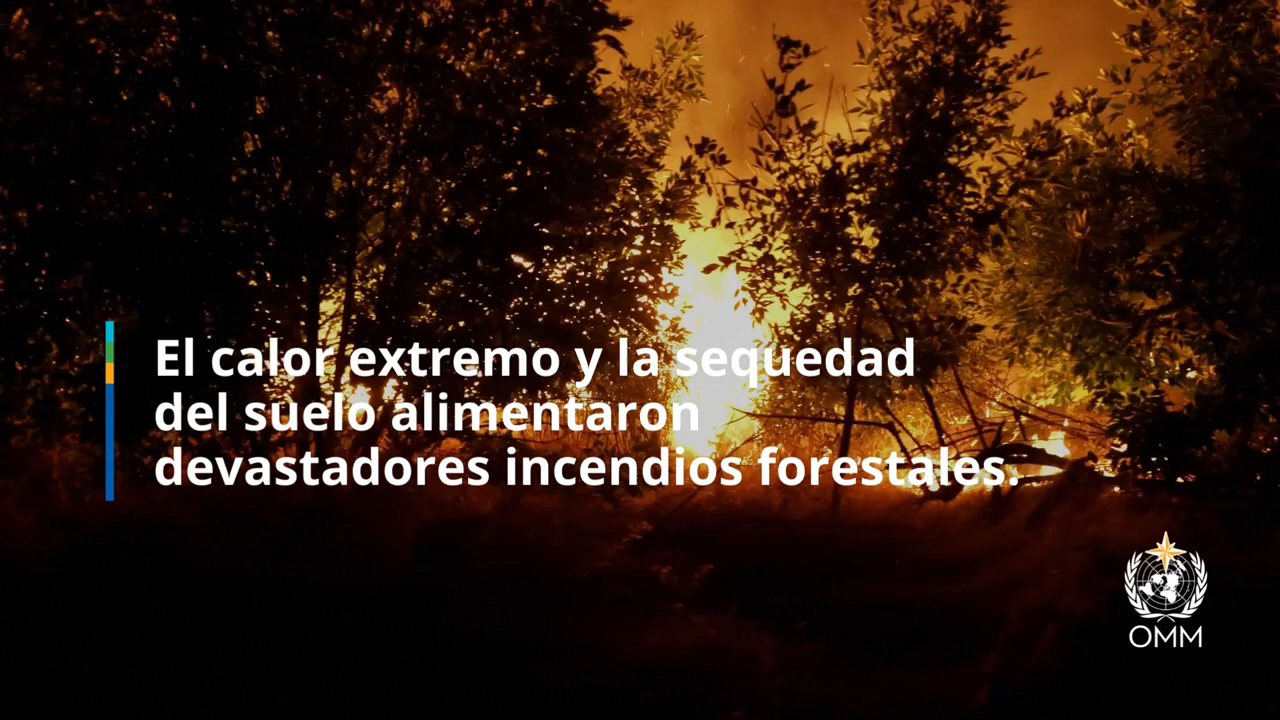 El calor extremo y la sequedad
del suelo alimentaron
devastadores incendios forestales.
OMM